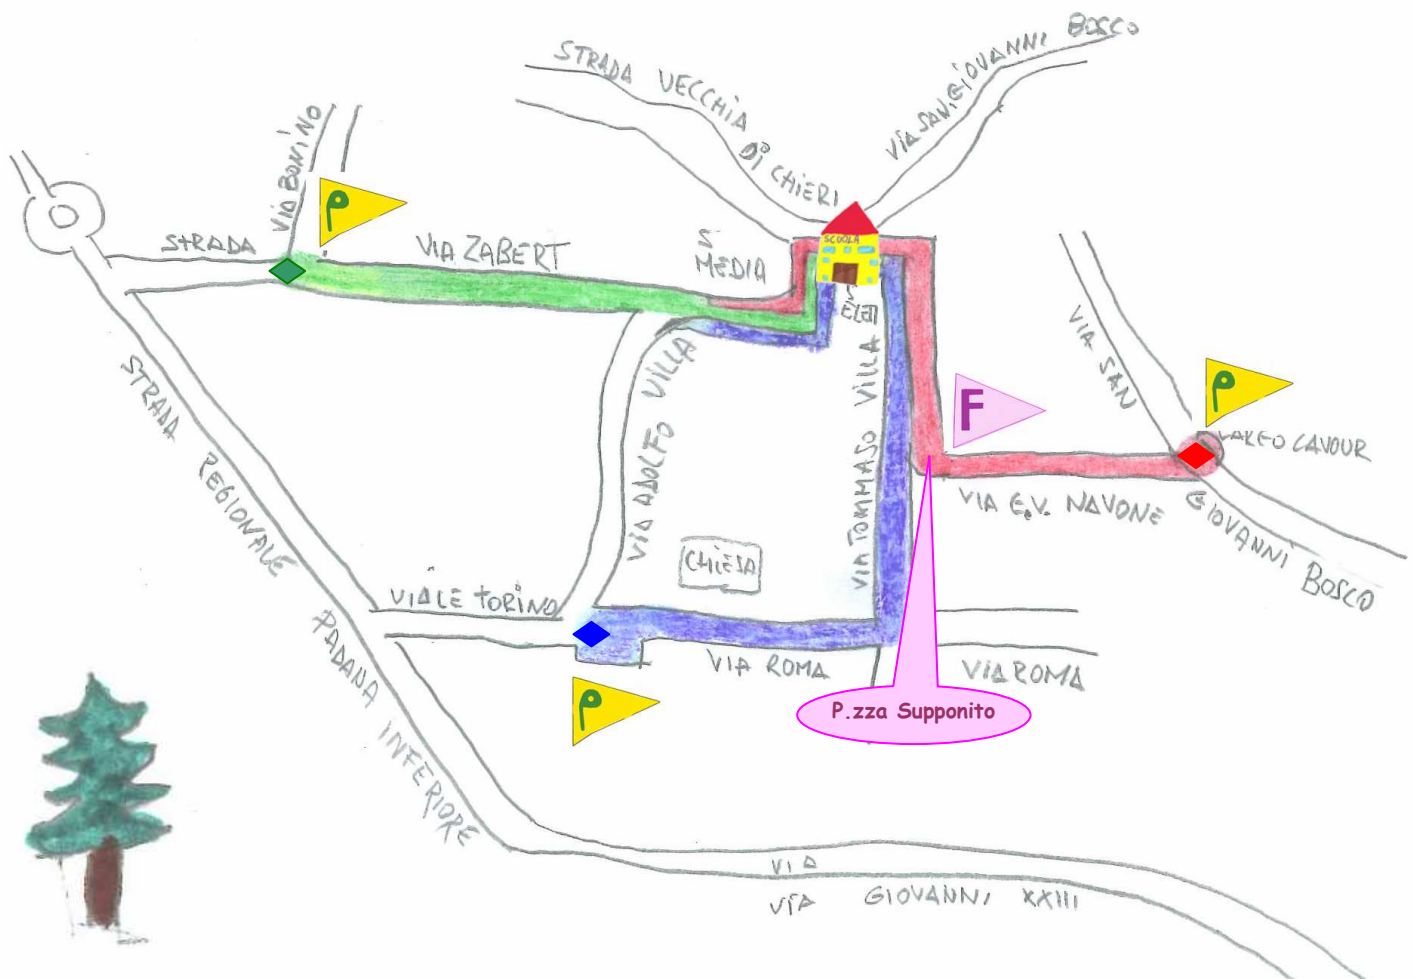 STRADA VECCHIA DI CHIERI
VIA SAN GIOVANNI BOSCO
VIA BONINO
P
STRADA
VIA ZABERT
S
MEDIA
SCUOLA
ELEM
VIA SAN
GIOVANNI BOSCO
P
LARGO CAVOUR
F
VIA E.V. NAVONE
VIA ADOLFO VILLA
VIA TOMMASO VILLA
CHIESA
STRADA REGIONALE PADANA INFERIORE
VIALE TORINO
VIA ROMA
VIA ROMA
P
P.zza Supponito
VIA
VIA GIOVANNI XXIII